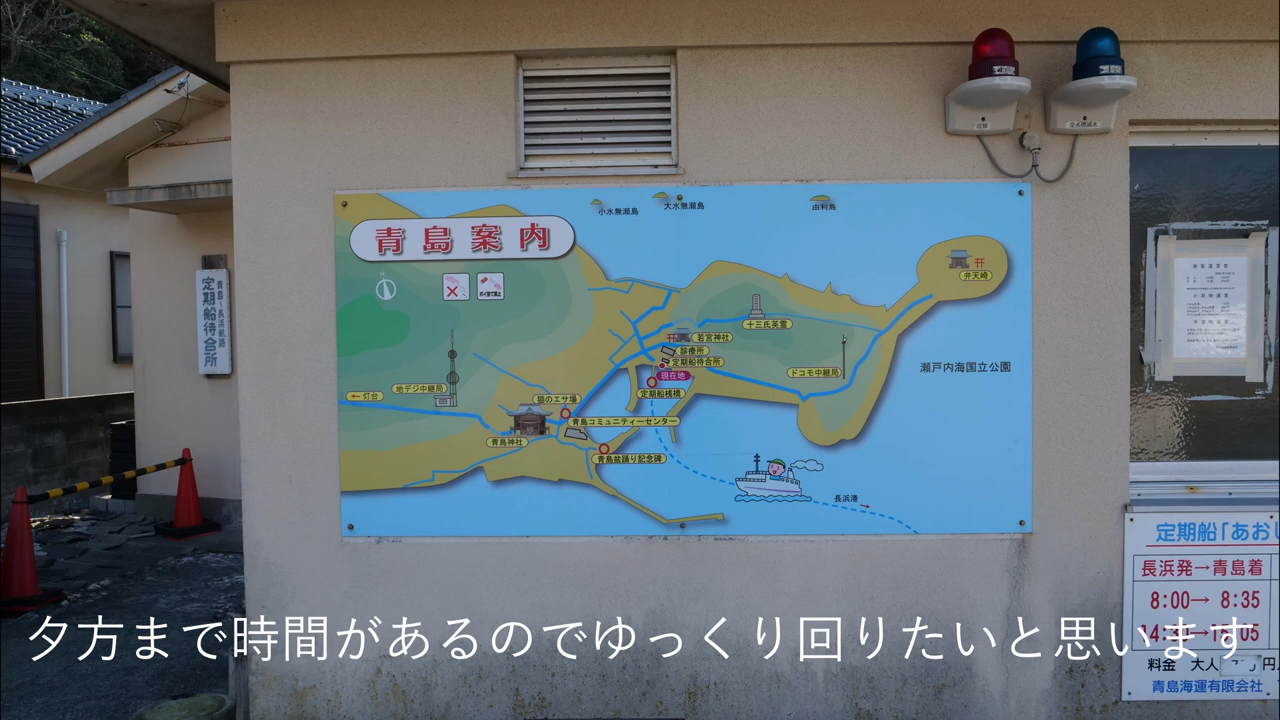 青島案内
小水無瀬島
大水無瀬島
由利島
弁天崎
十三氏英霊
若宮神社
診療所
定期船待合所
現在地
定期船桟橋
ドコモ中継局
瀬戸内海国立公園
地デジ中継局
←灯台
猫のエサ場
青島コミュニティーセンター
青島神社
青島盆踊り記念碑
長浜港
青島～長浜航路
定期船待合所
定期船「あおし
長浜発→青島着
8:00→ 8:35
料金 大人
円
青島海運有限会社
夕方まで時間があるのでゆっくり回りたいと思います